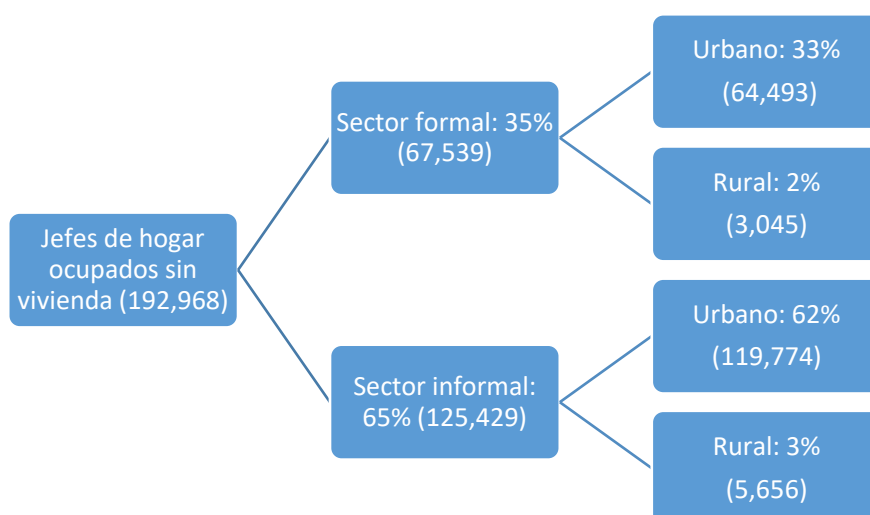 Jefes de hogar
ocupados sin
vivienda (192,968)
Sector formal: 35%
(67,539)
Urbano: 33%
(64,493)
Rural: 2%
(3,045)
Sector informal:
65% (125,429)
Urbano: 62%
(119,774)
Rural: 3%
(5,656)